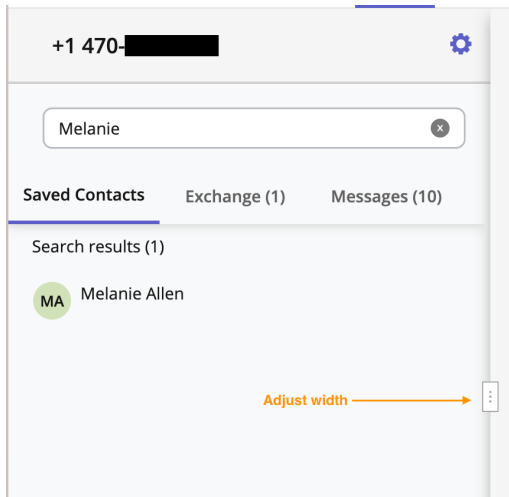 +1 470-
Melanie
x
Saved Contacts Exchange (1) Messages (10)
Search results (1)
MA Melanie Allen
Adjust width